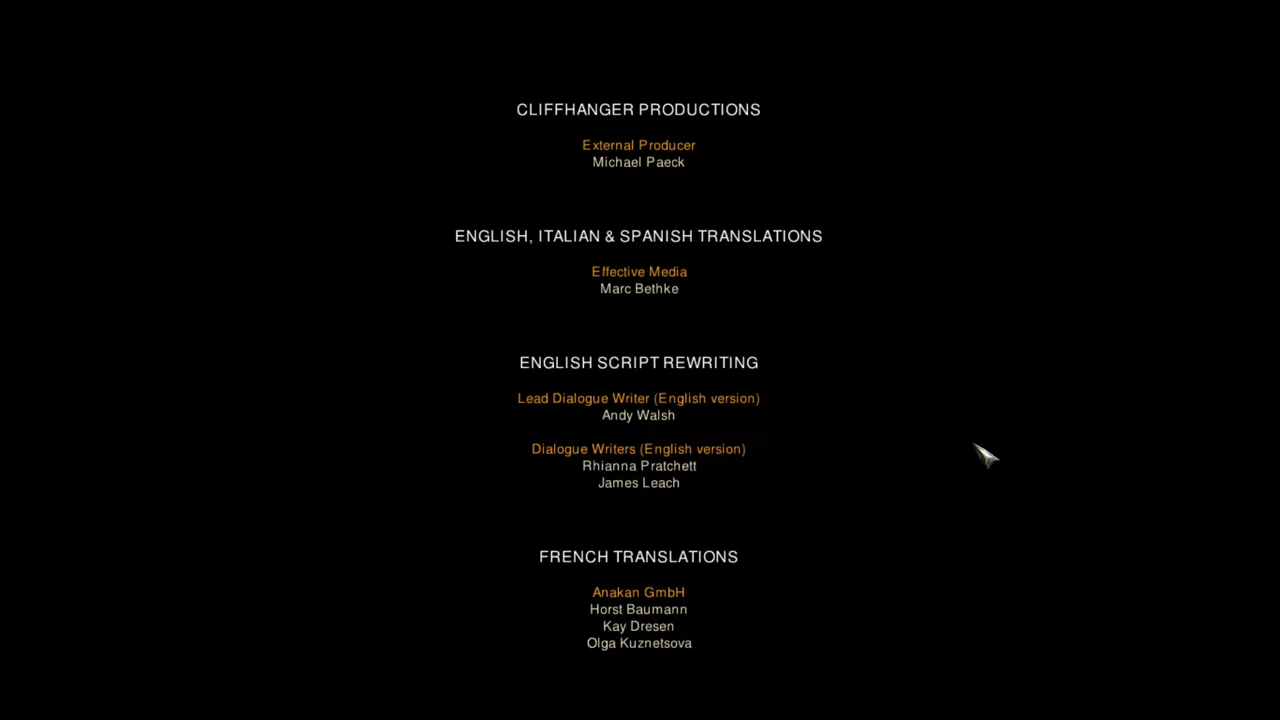 CLIFFHANGER PRODUCTIONS
External Producer
Michael Paeck
ENGLISH, ITALIAN & SPANISH TRANSLATIONS
Effective Media
Marc Bethke
ENGLISH SCRIPT REWRITING
Lead Dialogue Writer (English version)
Andy Walsh
Dialogue Writers (English version)
Rhianna Pratchett
James Leach
FRENCH TRANSLATIONS
Anakan GmbH
Horst Baumann
Kay Dresen
Olga Kuznetsova